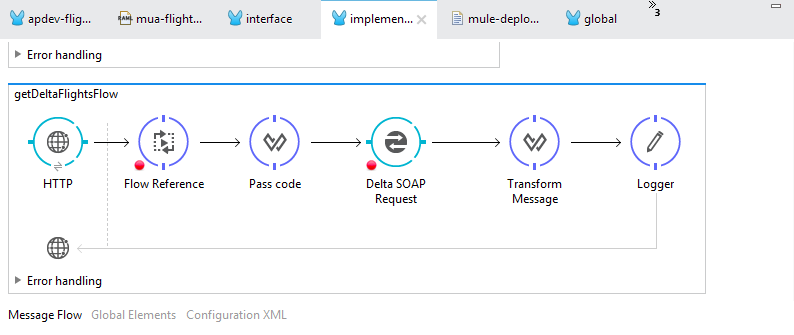 apdev-flig...
RAML
mua-flight...
interface
implemen...
mule-deplo...
global
»3
Error handling
getDeltaFlightsFlow
HTTP
Flow Reference
Pass code
Delta SOAP
Request
Transform
Message
Logger
Error handling
Message Flow Global Elements Configuration XML